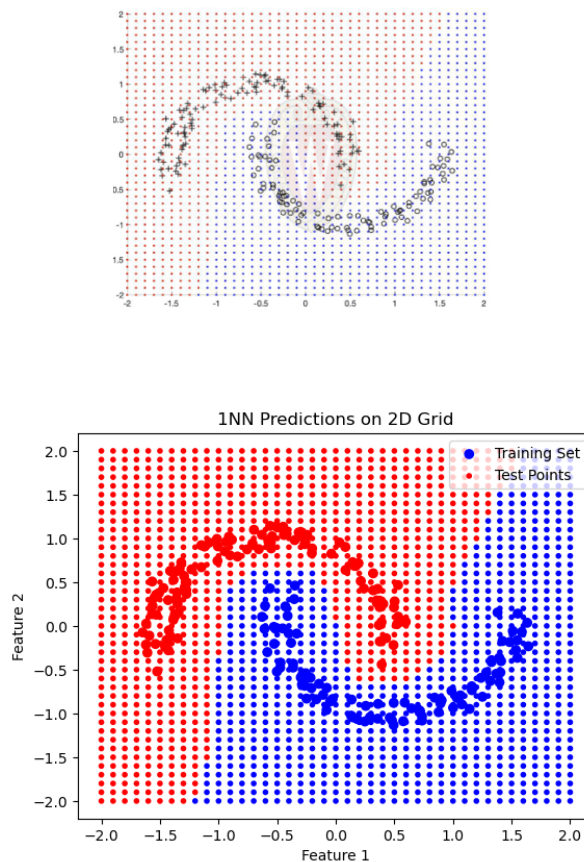 2
1.5
1
0.5
0
0.5
-1
1.5
-2
-2 -1.5 -1 -0.5 0 0.5 1 1.5 2
1NN Predictions on 2D Grid
Training Set
Test Points
2.0
1.5
1.0
0.5
0.0
−0.5
−1.0
−1.5
−2.0
Feature 2
−2.0 −1.5 −1.0 −0.5 0.0 0.5 1.0 1.5 2.0
Feature 1